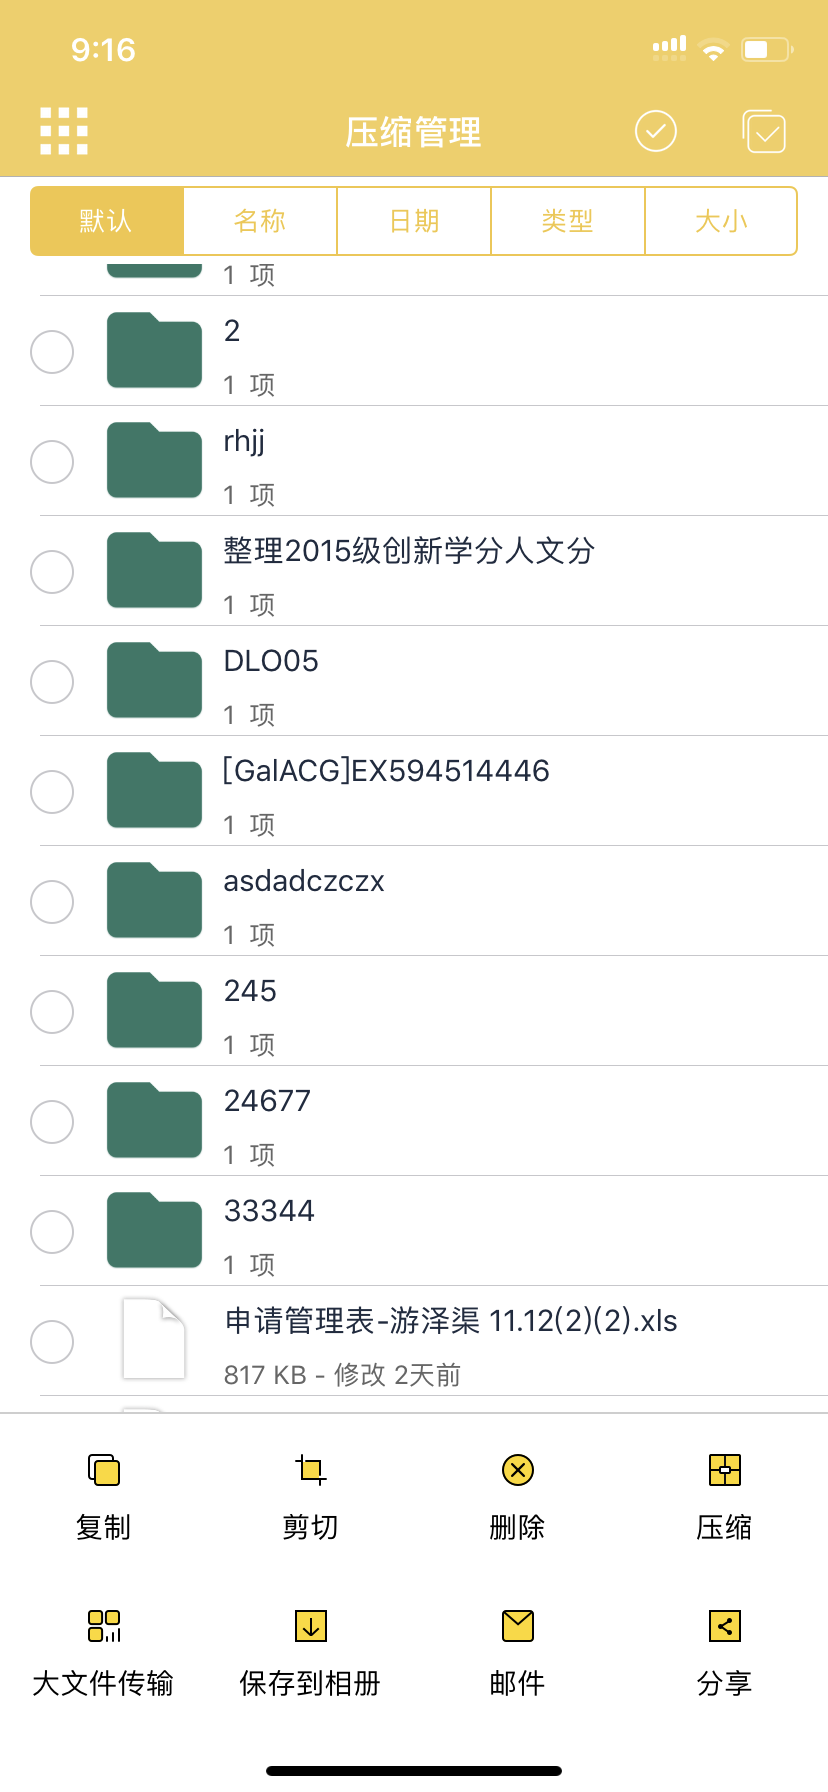 9:16
压缩管理
默认 名称 日期 类型 大小
1 项
2
1 项
rhjj
1 项
整理2015级创新学分人文分
1 项
DLO05
1 项
[GalACG]EX594514446
1 项
asdadczczx
1 项
245
1 项
24677
1 项
33344
1 项
申请管理表-游泽渠 11.12(2)(2).xls
817 KB - 修改 2天前
复制 剪切 删除 压缩
大文件传输 保存到相册 邮件 分享